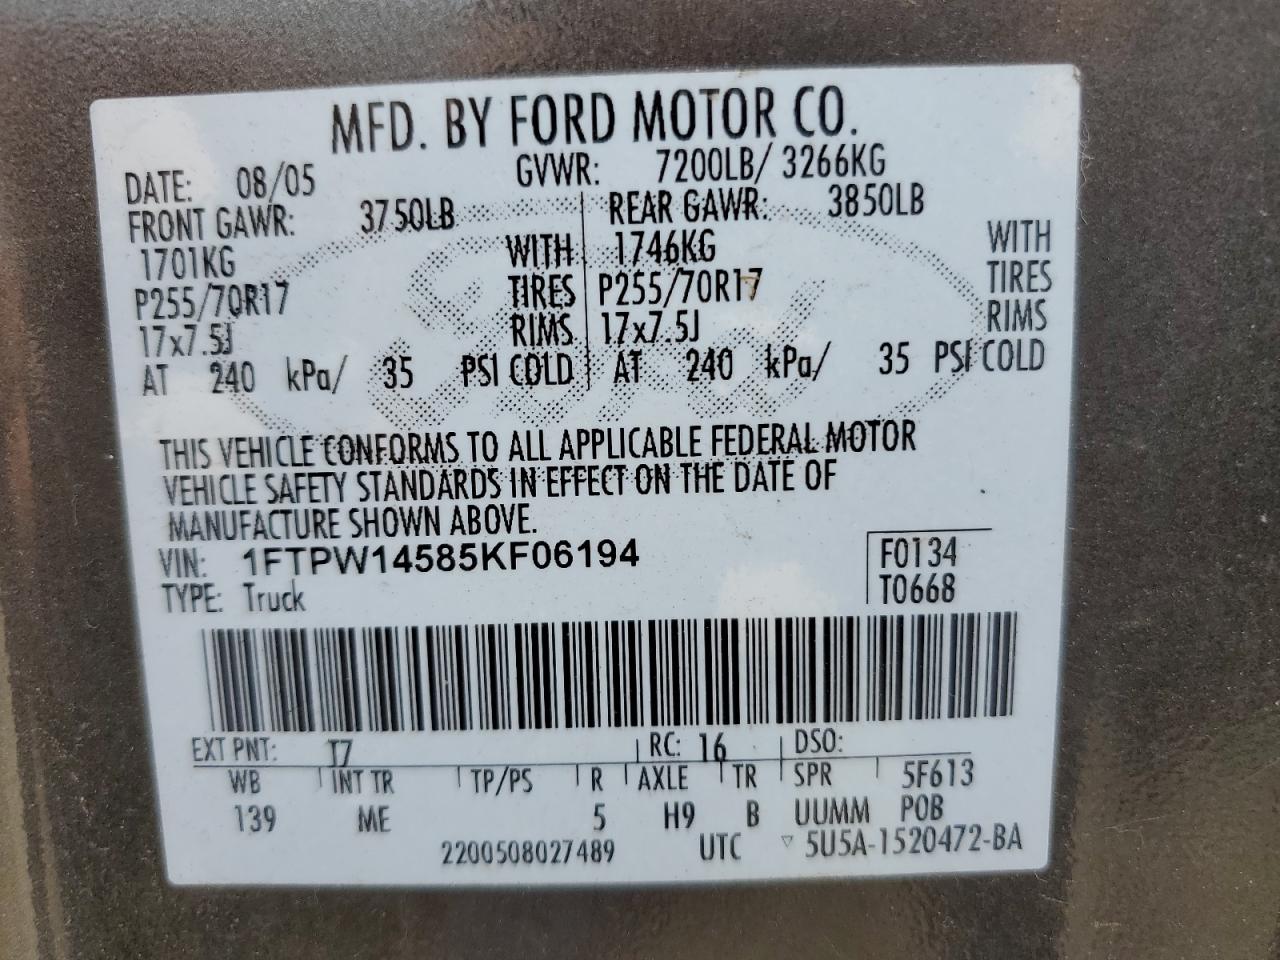 MFD. BY FORD MOTOR CO.
DATE: 08/05 GVWR: 7200LB/ 3266KG
FRONT GAWR: 3750LB REAR GAWR: 3850LB
1701KG WITH 1746KG WITH
P255/70R17 TIRES P255/70R17 TIRES
17x7.5J RIMS 17x7.5J RIMS
AT 240 kPa/ 35 PSI COLD AT 240 kPa/ 35 PSI COLD
THIS VEHICLE CONFORMS TO ALL APPLICABLE FEDERAL MOTOR
VEHICLE SAFETY STANDARDS IN EFFECT ON THE DATE OF
MANUFACTURE SHOWN ABOVE.
VIN: 1FTPW14585KF06194 F0134
TYPE: Truck T0668
EXT PNT: T7 RC: 16 DSO:
WB INT TR TP/PS R AXLE TR SPR 5F613
139 ME 5 H9 B UUMM POB
2200508027489 UTC ▽ 5U5A-1520472-BA